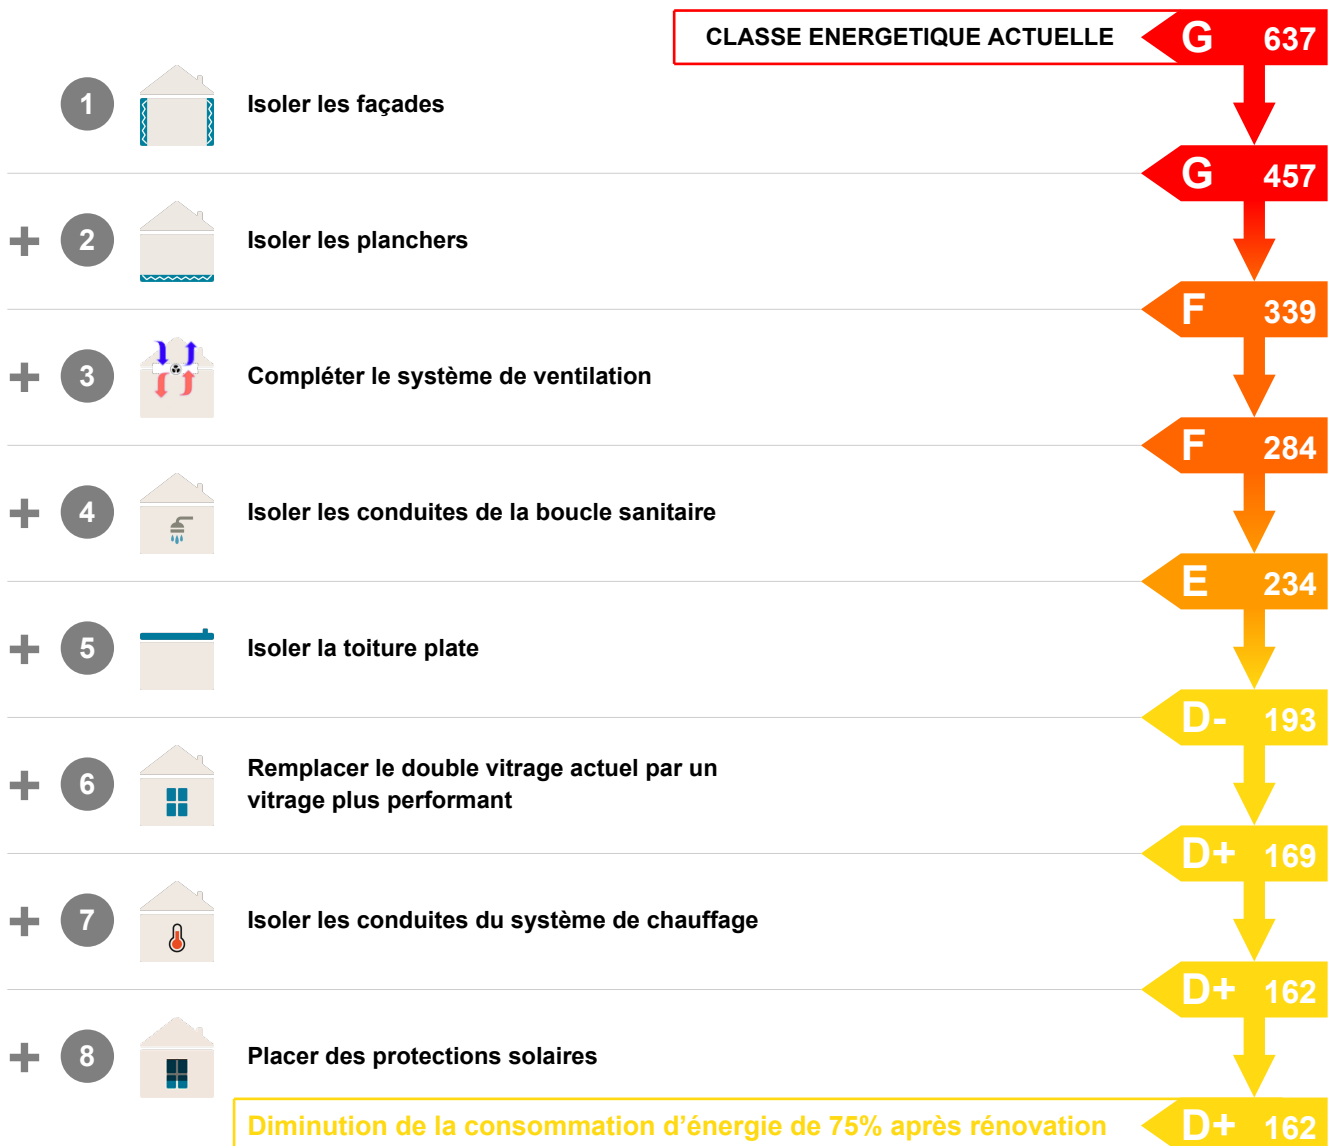 CLASSE ENERGETIQUE ACTUELLE G 637
1 Isoler les façades
G 457
+ 2 Isoler les planchers
F 339
+ 3 Compléter le système de ventilation
F 284
+ 4 Isoler les conduites de la boucle sanitaire
E 234
+ 5 Isoler la toiture plate
D- 193
+ 6 Remplacer le double vitrage actuel par un
vitrage plus performant
D+ 169
+ 7 Isoler les conduites du système de chauffage
D+ 162
+ 8 Placer des protections solaires
Diminution de la consommation d’énergie de 75% après rénovation D+ 162